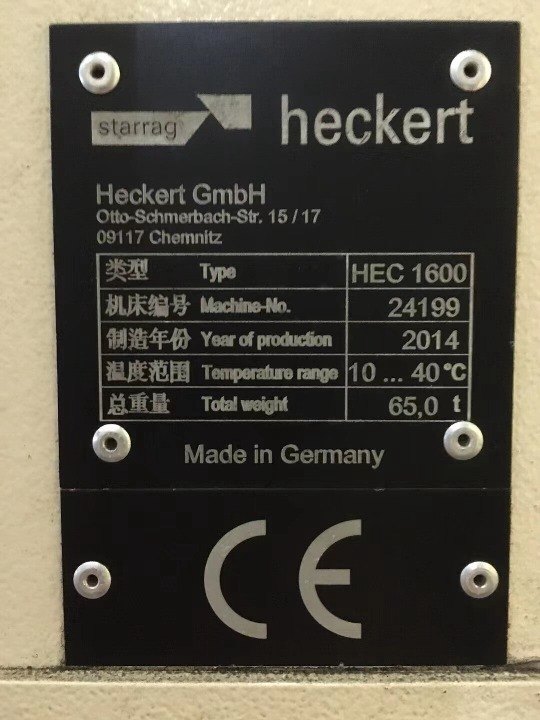 starrag heckert
Heckert GmbH
Otto-Schmerbach-Str. 15 / 17
09117 Chemnitz
类型 Type HEC 1600
机床编号 Machine-No. 24199
制造年份 Year of production 2014
温度范围 Temperature range 10 ... 40 °C
总重量 Total weight 65,0 t
Made in Germany
CE